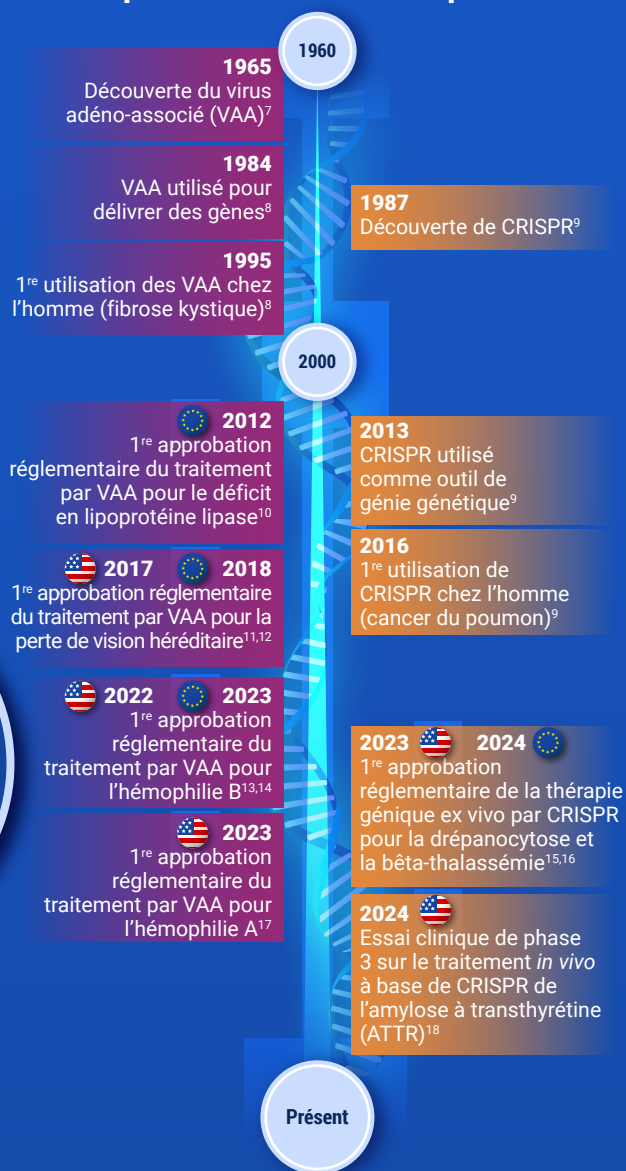 1960
1965
Découverte du virus
adéno-associé (VAA)⁷
1984
VAA utilisé pour
délivrer des gènes⁸
1987
Découverte de CRISPR⁹
1ʳᵉ utilisation des VAA chez
l'homme (fibrose kystique)⁸
1995
2000
2012
1ʳᵉ approbation
réglementaire du traitement
par VAA pour le déficit
en lipoprotéine lipase¹⁰
2013
CRISPR utilisé
comme outil de
génie génétique⁹
2016
1ʳᵉ utilisation de
CRISPR chez l'homme
(cancer du poumon)⁹
2017 2018
1ʳᵉ approbation réglementaire
du traitement par VAA pour la
perte de vision héréditaire¹¹,¹²
2022 2023
1ʳᵉ approbation
réglementaire du
traitement par VAA pour
l'hémophilie B¹³,¹⁴
2023 2024
1ʳᵉ approbation
réglementaire de la thérapie
génique ex vivo par CRISPR
pour la drépanocytose et
la bêta-thalassémie¹⁵,¹⁶
2023
1ʳᵉ approbation
réglementaire du
traitement par VAA pour
l'hémophilie A¹⁷
2024
Essai clinique de phase
3 sur le traitement in vivo
à base de CRISPR de
l'amylose à transthyrétine
(ATTR)¹⁸
Présent